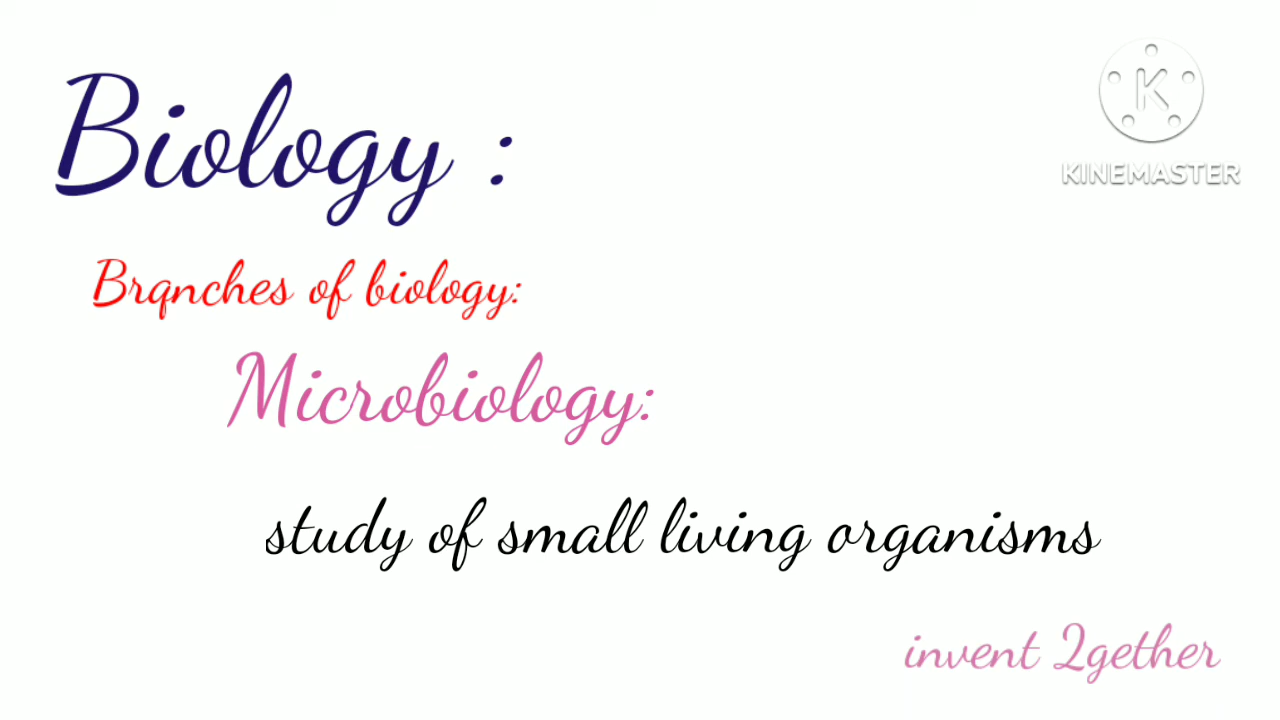 Biology :
K
KINEMASTER
Brqnches of biology:
Microbiology:
study of small living organisms
invent 2gether